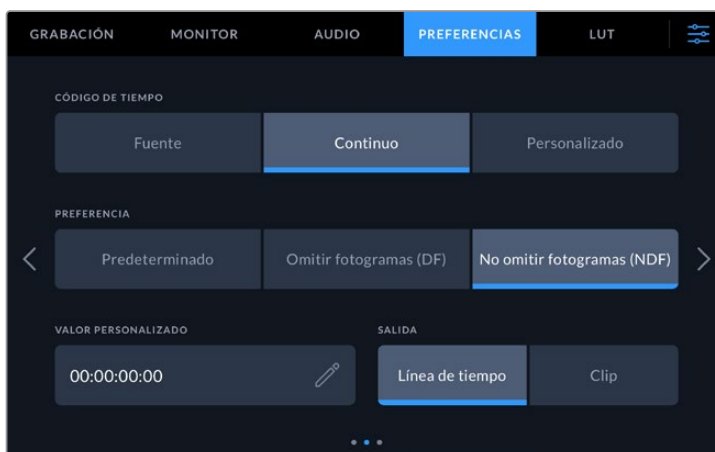 GRABACIÓN MONITOR AUDIO PREFERENCIAS LUT
CÓDIGO DE TIEMPO
Fuente Continuo Personalizado
PREFERENCIA
Predeterminado Omitir fotogramas (DF) No omitir fotogramas (NDF)
VALOR PERSONALIZADO SALIDA
00:00:00:00 Línea de tiempo Clip